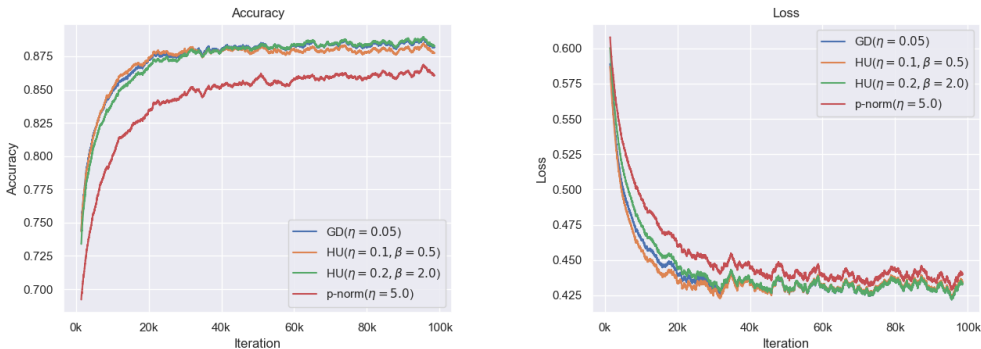 Accuracy
Accuracy
0.875
0.850
0.825
0.800
0.775
0.750
0.725
0.700
GD(η = 0.05)
HU(η = 0.1, β = 0.5)
HU(η = 0.2, β = 2.0)
p-norm(η = 5.0)
0k 20k 40k 60k 80k 100k
Iteration
Loss
Loss
0.600
0.575
0.550
0.525
0.500
0.475
0.450
0.425
GD(η = 0.05)
HU(η = 0.1, β = 0.5)
HU(η = 0.2, β = 2.0)
p-norm(η = 5.0)
0k 20k 40k 60k 80k 100k
Iteration